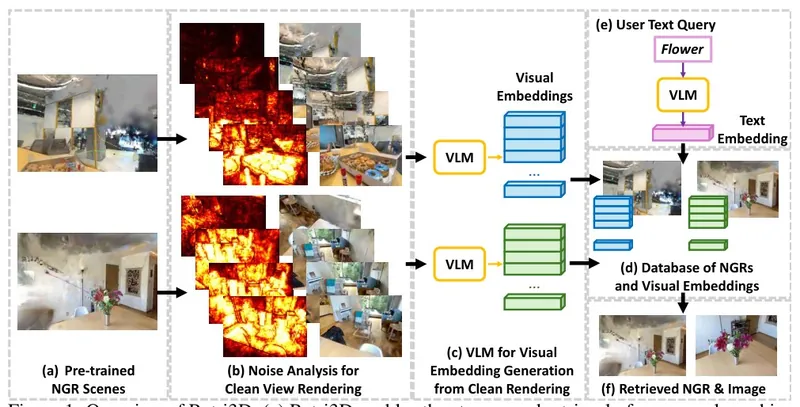 (e) User Text Query
Flower
VLM
Text
Embedding
Visual
Embeddings
VLM
...
VLM
...
(a) Pre-trained
NGR Scenes
(b) Noise Analysis for
Clean View Rendering
(c) VLM for Visual
Embedding Generation
from Clean Rendering
(d) Database of NGRs
and Visual Embeddings
(f) Retrieved NGR & Image